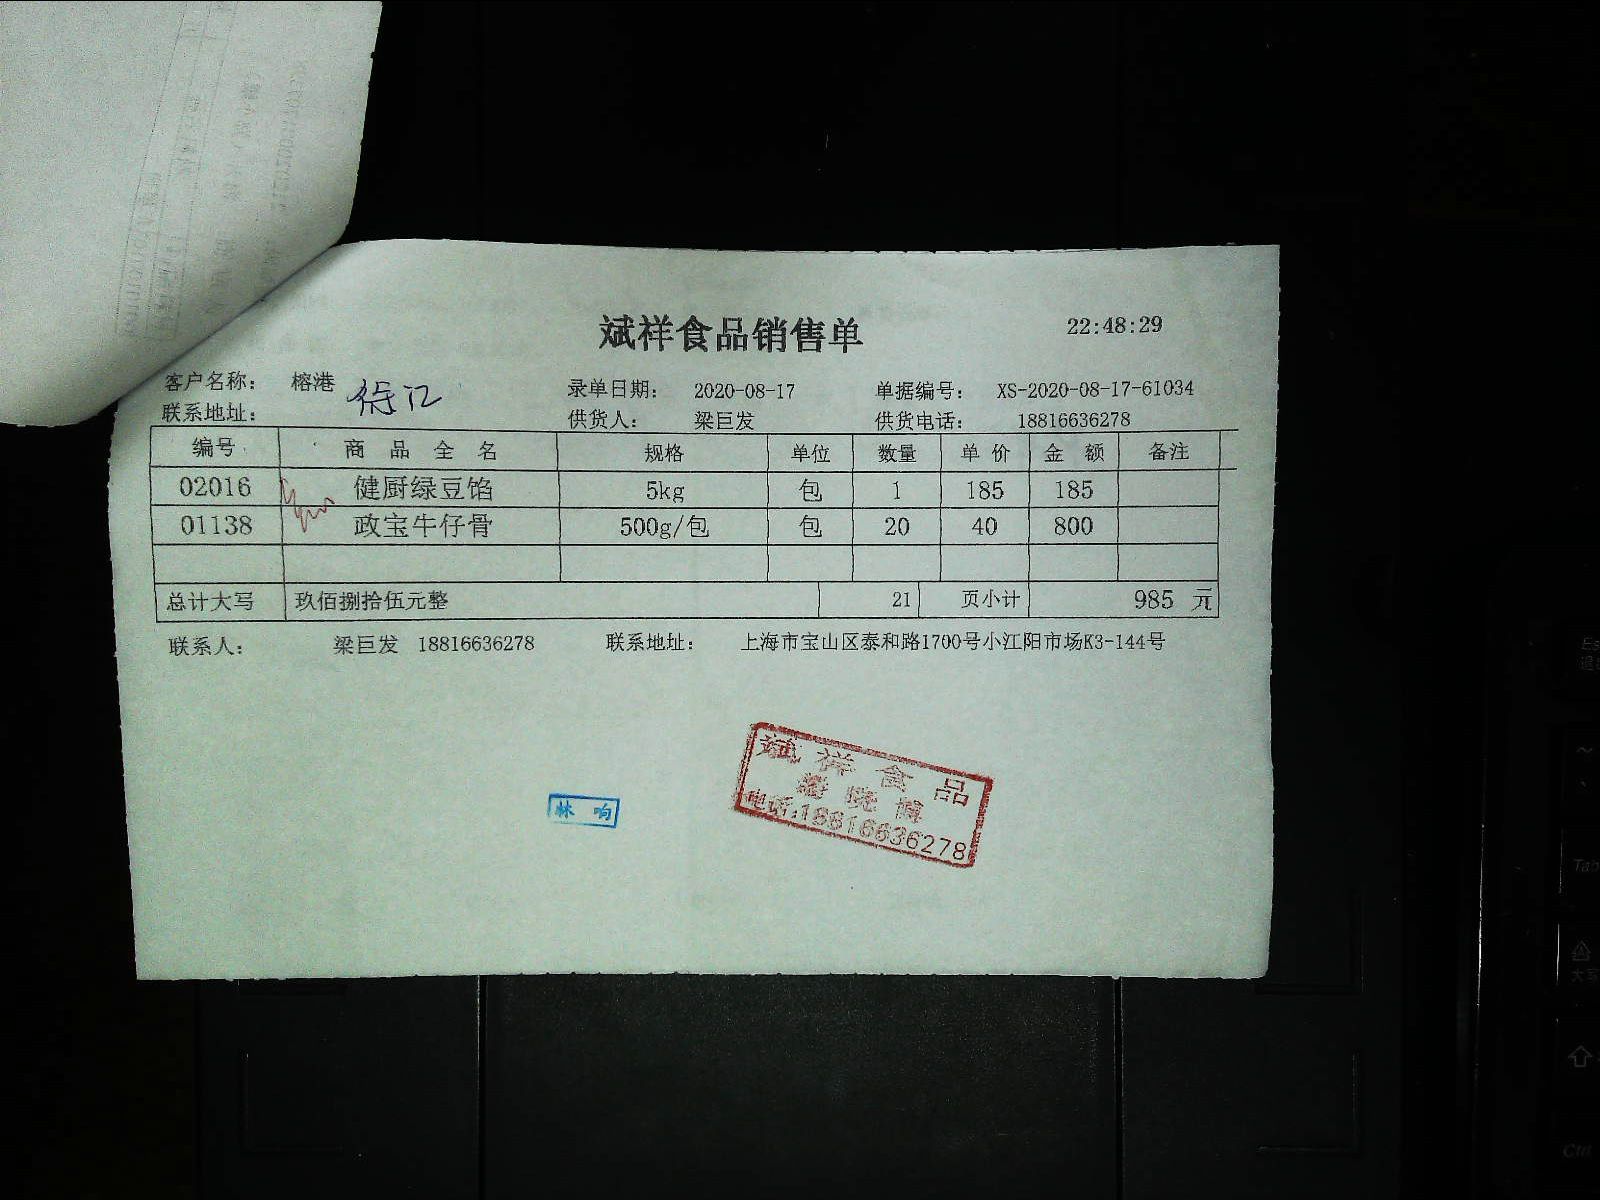 斌祥食品销售单
22:48:29
客户名称： 榕港 录单日期： 2020-08-17 单据编号： XS-2020-08-17-61034
联系地址： 供货人： 梁巨发 供货电话： 18816636278
编号 商品全名 规格 单位 数量 单价 金额 备注
02016 健厨绿豆馅 5kg 包 1 185 185
01138 政宝牛仔骨 500g/包 包 20 40 800
总计大写 玖佰捌拾伍元整 21 页小计 985 元
联系人： 梁巨发 18816636278 联系地址： 上海市宝山区泰和路1700号小江阳市场K3-144号
斌祥食品
电话:18816636278
林响